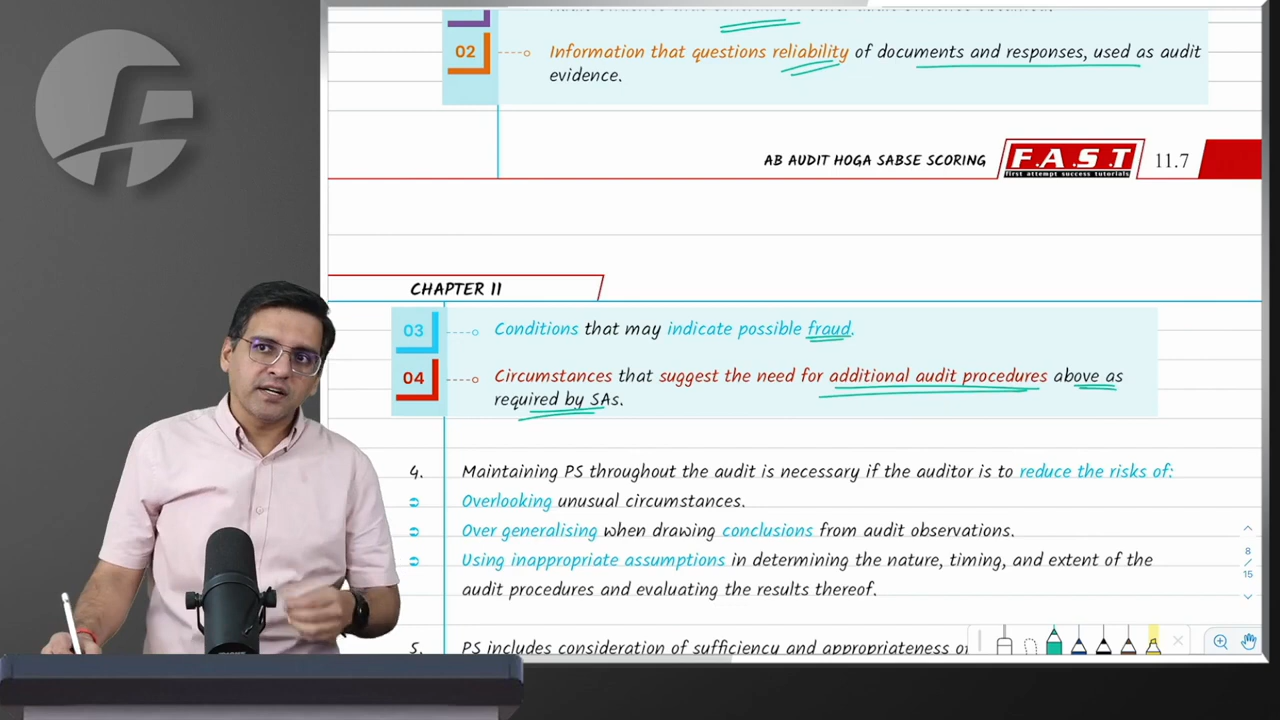 02 Information that questions reliability of documents and responses, used as audit
evidence.
AB AUDIT HOGA SABSE SCORING F.A.S.T 11.7
first attempt success tutorials
CHAPTER 11
03 Conditions that may indicate possible fraud.
04 Circumstances that suggest the need for additional audit procedures above as
required by SAs.
4. Maintaining PS throughout the audit is necessary if the auditor is to reduce the risks of:
Overlooking unusual circumstances.
Over generalising when drawing conclusions from audit observations.
Using inappropriate assumptions in determining the nature, timing, and extent of the
audit procedures and evaluating the results thereof.
5. PS includes consideration of sufficiency and appropriateness of
8
/
15